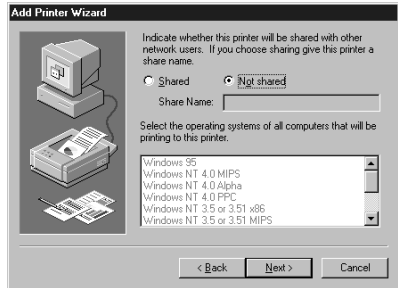 Add Printer Wizard
Indicate whether this printer will be shared with other
network users. If you choose sharing give this printer a
share name.
Shared Not shared
Share Name:
Select the operating systems of all computers that will be
printing to this printer.
Windows 95
Windows NT 4.0 MIPS
Windows NT 4.0 Alpha
Windows NT 4.0 PPC
Windows NT 3.5 or 3.51 x86
Windows NT 3.5 or 3.51 MIPS
< Back Next > Cancel